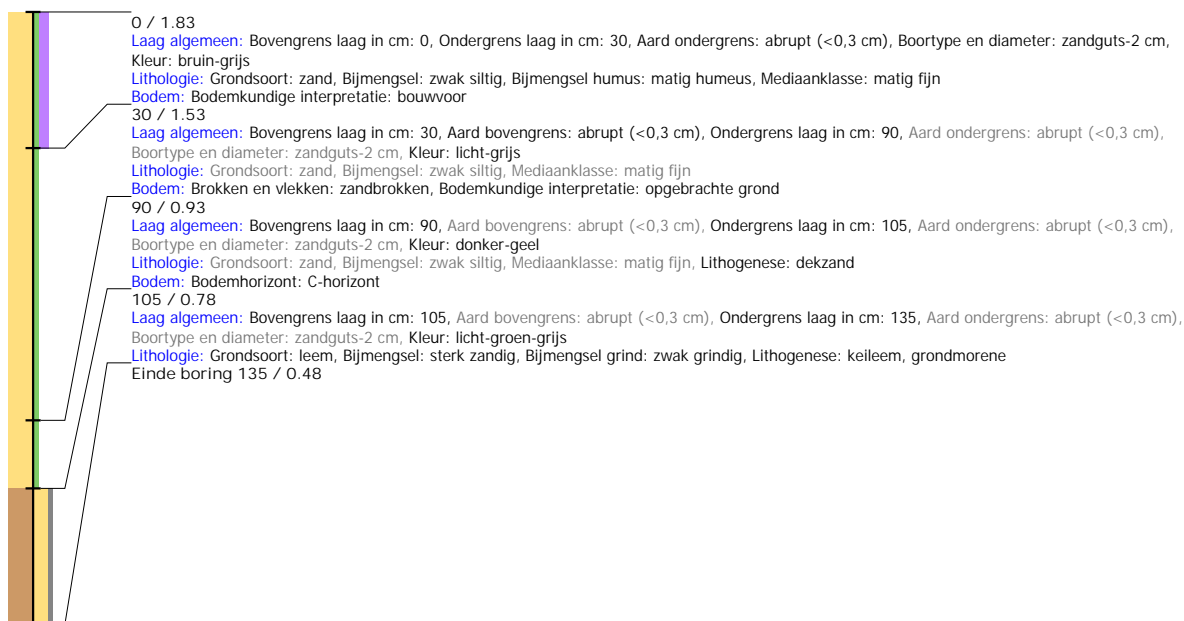 0 / 1.83
Laag algemeen: Bovengrens laag in cm: 0, Ondergrens laag in cm: 30, Aard ondergrens: abrupt (<0,3 cm), Boortype en diameter: zandguts-2 cm,
Kleur: bruin-grijs
Lithologie: Grondsoort: zand, Bijmengsel: zwak siltig, Bijmengsel humus: matig humeus, Mediaanklasse: matig fijn
Bodem: Bodemkundige interpretatie: bouwvoor
30 / 1.53
Laag algemeen: Bovengrens laag in cm: 30, Aard bovengrens: abrupt (<0,3 cm), Ondergrens laag in cm: 90, Aard ondergrens: abrupt (<0,3 cm),
Boortype en diameter: zandguts-2 cm, Kleur: licht-grijs
Lithologie: Grondsoort: zand, Bijmengsel: zwak siltig, Mediaanklasse: matig fijn
Bodem: Brokken en vlekken: zandbrokken, Bodemkundige interpretatie: opgebrachte grond
90 / 0.93
Laag algemeen: Bovengrens laag in cm: 90, Aard bovengrens: abrupt (<0,3 cm), Ondergrens laag in cm: 105, Aard ondergrens: abrupt (<0,3 cm),
Boortype en diameter: zandguts-2 cm, Kleur: donker-geel
Lithologie: Grondsoort: zand, Bijmengsel: zwak siltig, Mediaanklasse: matig fijn, Lithogenese: dekzand
Bodem: Bodemhorizont: C-horizont
105 / 0.78
Laag algemeen: Bovengrens laag in cm: 105, Aard bovengrens: abrupt (<0,3 cm), Ondergrens laag in cm: 135, Aard ondergrens: abrupt (<0,3 cm),
Boortype en diameter: zandguts-2 cm, Kleur: licht-groen-grijs
Lithologie: Grondsoort: leem, Bijmengsel: sterk zandig, Bijmengsel grind: zwak grindig, Lithogenese: keileem, grondmorene
Einde boring 135 / 0.48